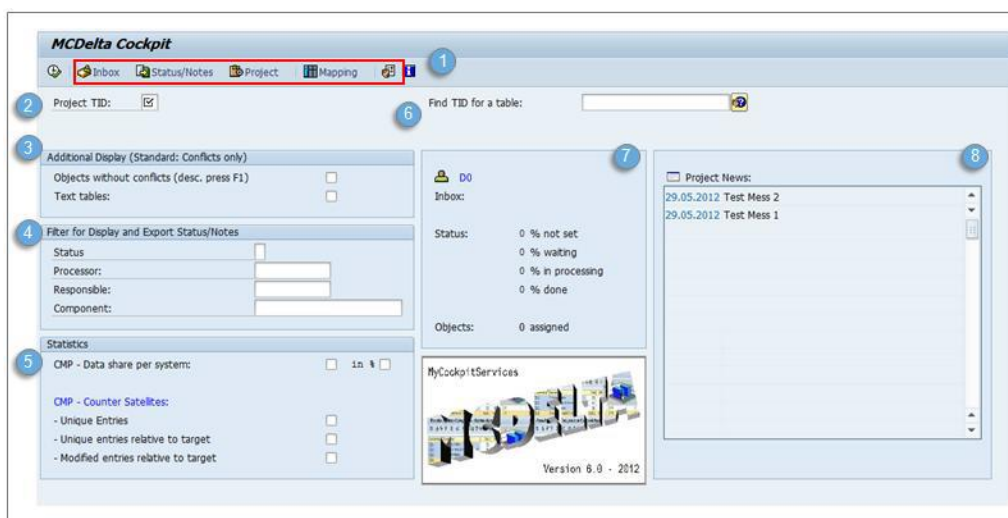 MCDelta Cockpit
Inbox Status/Notes Project Mapping
1
2
Project TID:
6
Find TID for a table:
3
Additional Display (Standard: Conflicts only)
Objects without conflicts (desc. press F1)
Text tables:
4
Filter for Display and Export Status/Notes
Status
Processor:
Responsible:
Component:
5
Statistics
CMP - Data share per system:
in %
CMP - Counter Satellites:
- Unique Entries
- Unique entries relative to target
- Modified entries relative to target
7
D0
Inbox:
Status: 0 % not set
0 % waiting
0 % in processing
0 % done
Objects: 0 assigned
MyCockpitServices
MCDELTA
Version 6.0 - 2012
8
Project News:
29.05.2012 Test Mess 2
29.05.2012 Test Mess 1